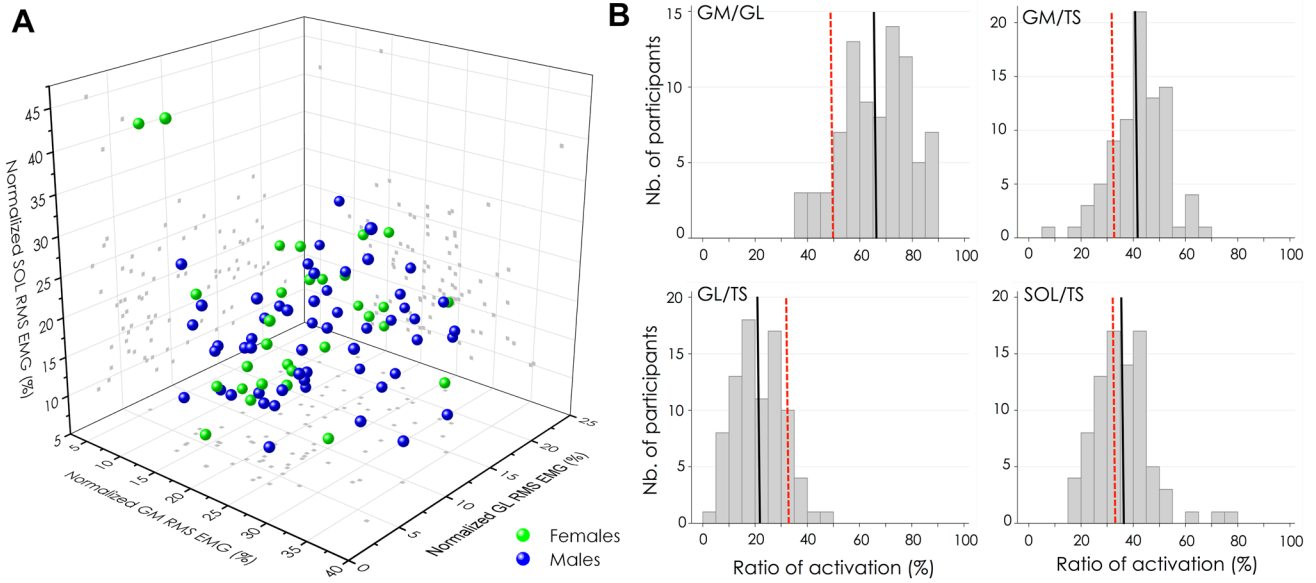 A
Normalized SOL RMS EMG (%)
45
40
35
30
25
20
15
10
5
5
10
15
20
25
30
35
40
Normalized GM RMS EMG (%)
0
5
10
15
20
25
Normalized GL RMS EMG (%)
Females
Males
B
GM/GL
Nb. of participants
15
10
5
0
0 20 40 60 80 100
GM/TS
20
15
10
5
0
0 20 40 60 80 100
GL/TS
Nb. of participants
20
15
10
5
0
0 20 40 60 80 100
Ratio of activation (%)
SOL/TS
20
15
10
5
0
0 20 40 60 80 100
Ratio of activation (%)